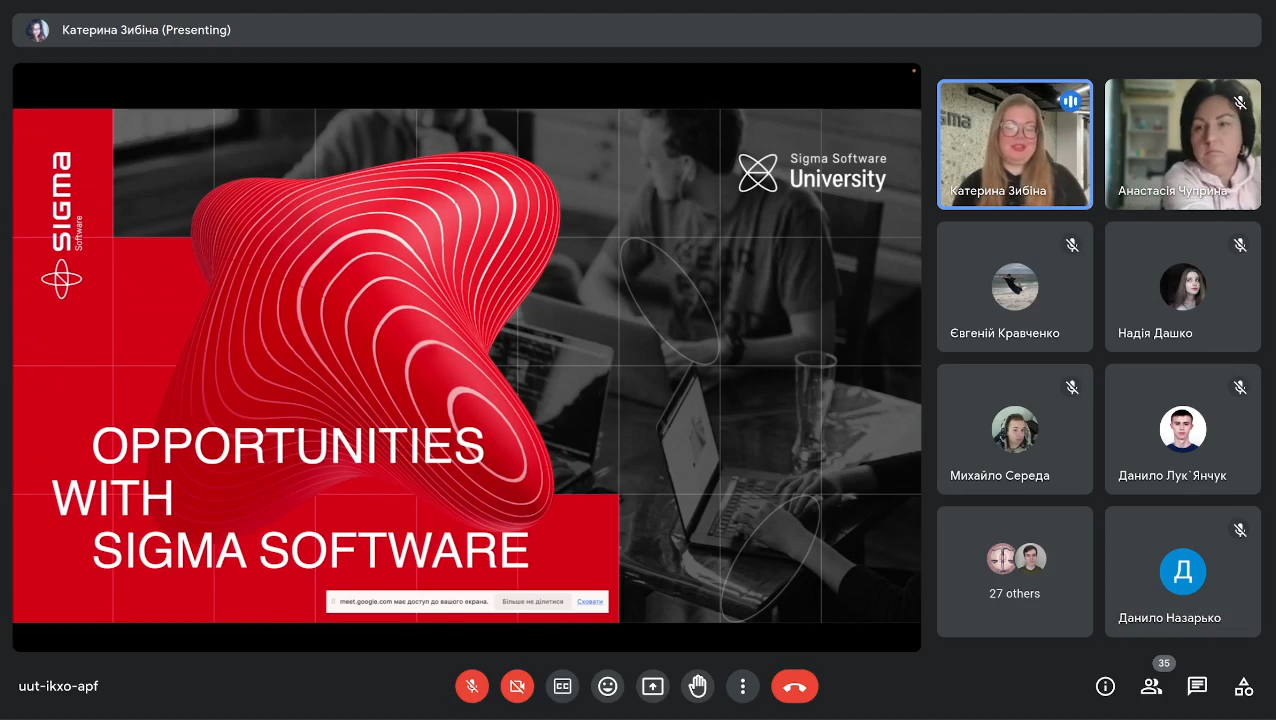 Катерина Зибіна (Presenting)
SIGMA
Software
Sigma Software
University
OPPORTUNITIES
WITH
SIGMA SOFTWARE
meet.google.com має доступ до вашого екрана. Більше не ділитися Сховати
Катерина Зибіна
Анастасія Чуприна
Євгеній Кравченко
Надія Дашко
Михайло Середа
Данило Лук`Янчук
27 others
Д
Данило Назарько
uut-ikxo-apf
CC
35